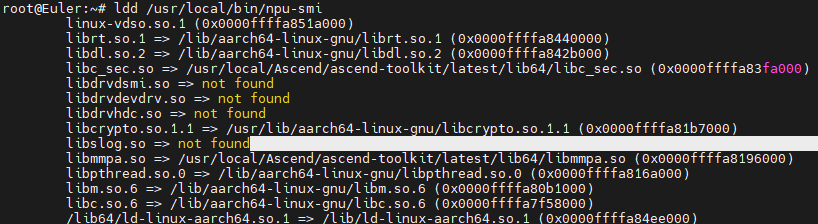 root@Euler:~# ldd /usr/local/bin/npu-smi
linux-vdso.so.1 (0x0000ffffa851a000)
librt.so.1 => /lib/aarch64-linux-gnu/librt.so.1 (0x0000ffffa8440000)
libdl.so.2 => /lib/aarch64-linux-gnu/libdl.so.2 (0x0000ffffa842b000)
libc_sec.so => /usr/local/Ascend/ascend-toolkit/latest/lib64/libc_sec.so (0x0000ffffa83fa000)
libdrvdsmi.so => not found
libdrvdevdrv.so => not found
libdrvhdc.so => not found
libcrypto.so.1.1 => /usr/lib/aarch64-linux-gnu/libcrypto.so.1.1 (0x0000ffffa81b7000)
libslog.so => not found
libmmpa.so => /usr/local/Ascend/ascend-toolkit/latest/lib64/libmmpa.so (0x0000ffffa8196000)
libpthread.so.0 => /lib/aarch64-linux-gnu/libpthread.so.0 (0x0000ffffa816a000)
libm.so.6 => /lib/aarch64-linux-gnu/libm.so.6 (0x0000ffffa80b1000)
libc.so.6 => /lib/aarch64-linux-gnu/libc.so.6 (0x0000ffffa7f58000)
/lib64/ld-linux-aarch64.so.1 => /lib/ld-linux-aarch64.so.1 (0x0000ffffa84ee000)